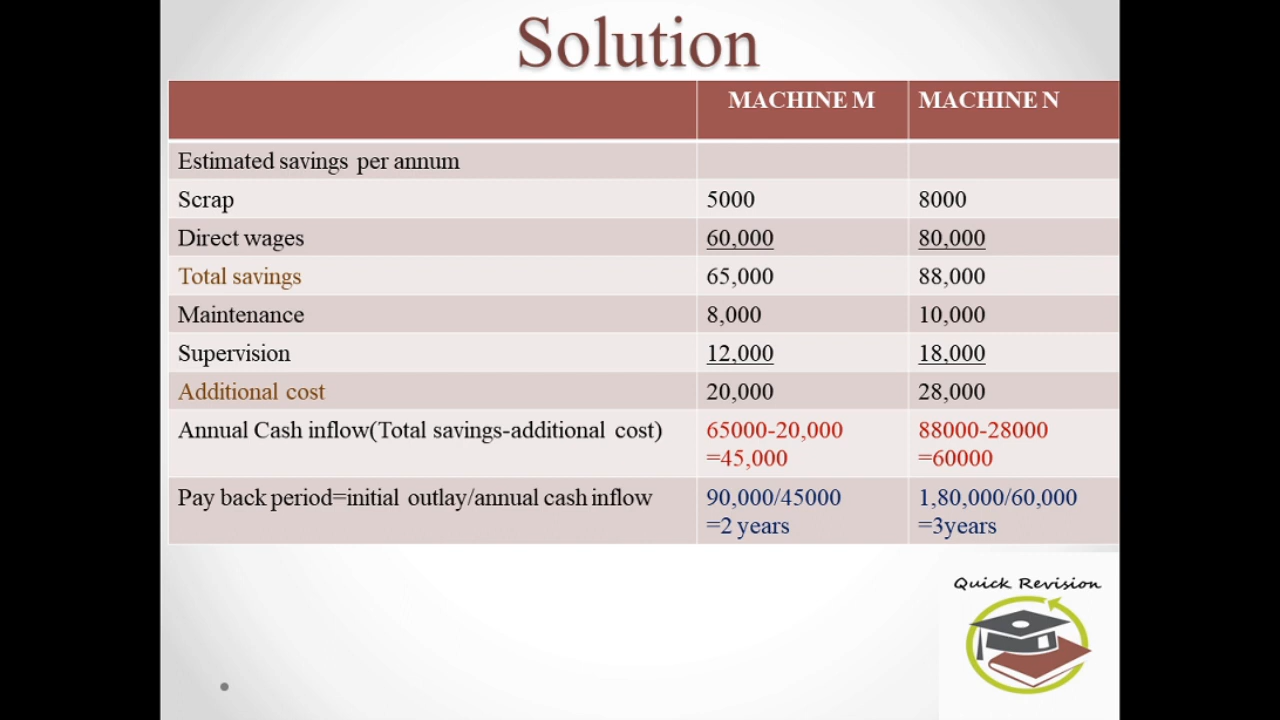 Solution
MACHINE M MACHINE N
Estimated savings per annum
Scrap 5000 8000
Direct wages 60,000 80,000
Total savings 65,000 88,000
Maintenance 8,000 10,000
Supervision 12,000 18,000
Additional cost 20,000 28,000
Annual Cash inflow(Total savings-additional cost) 65000-20,000 88000-28000
=45,000 =60000
Pay back period=initial outlay/annual cash inflow 90,000/45000 1,80,000/60,000
=2 years =3years
Quick Revision